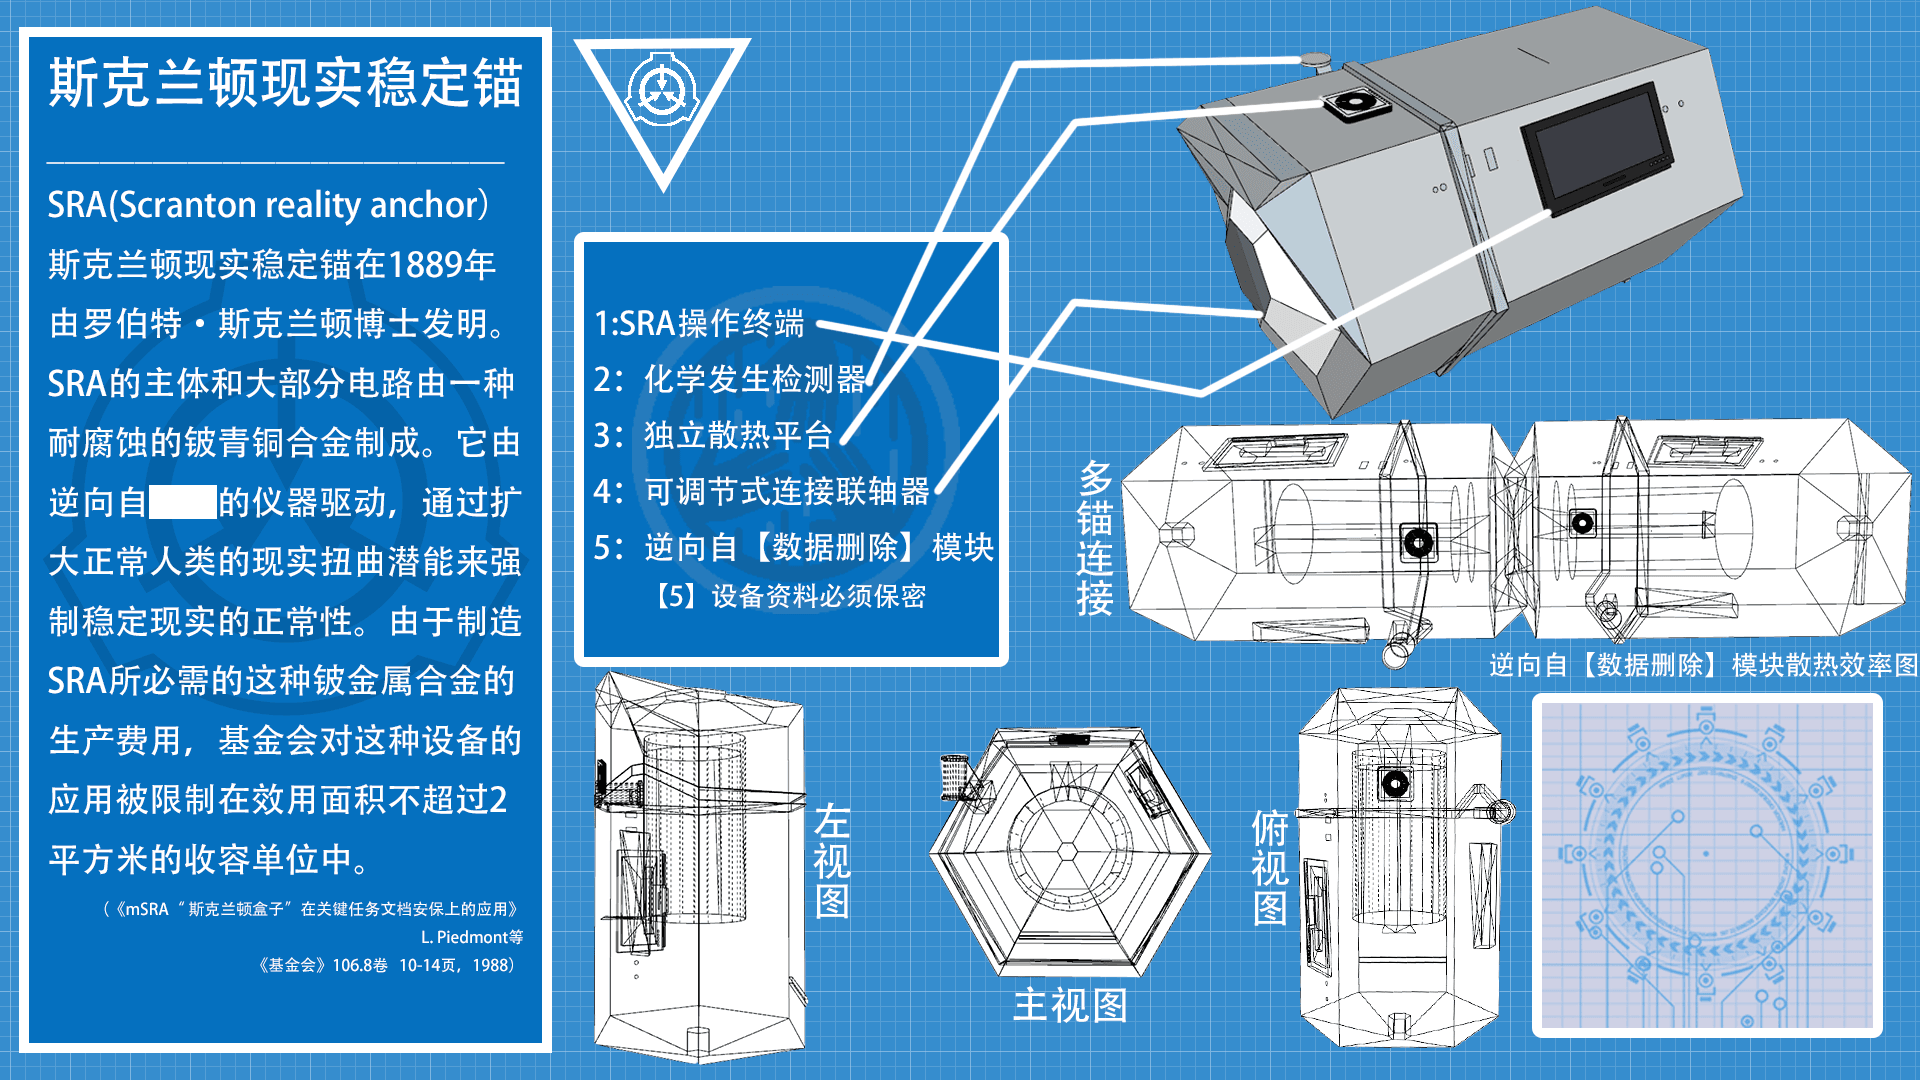 斯克兰顿现实稳定锚
SRA(Scranton reality anchor）
斯克兰顿现实稳定锚在1889年
由罗伯特·斯克兰顿博士发明。
SRA的主体和大部分电路由一种
耐腐蚀的铍青铜合金制成。它由
逆向自 的仪器驱动，通过扩
大正常人类的现实扭曲潜能来强
制稳定现实的正常性。由于制造
SRA所必需的这种铍金属合金的
生产费用，基金会对这种设备的
应用被限制在效用面积不超过2
平方米的收容单位中。
（《mSRA“斯克兰顿盒子”在关键任务文档安保上的应用》
L. Piedmont等
《基金会》106.8卷 10-14页，1988）
1:SRA操作终端
2：化学发生检测器
3：独立散热平台
4：可调节式连接联轴器
5：逆向自【数据删除】模块
【5】设备资料必须保密
多锚连接
逆向自【数据删除】模块散热效率图
左视图
主视图
俯视图